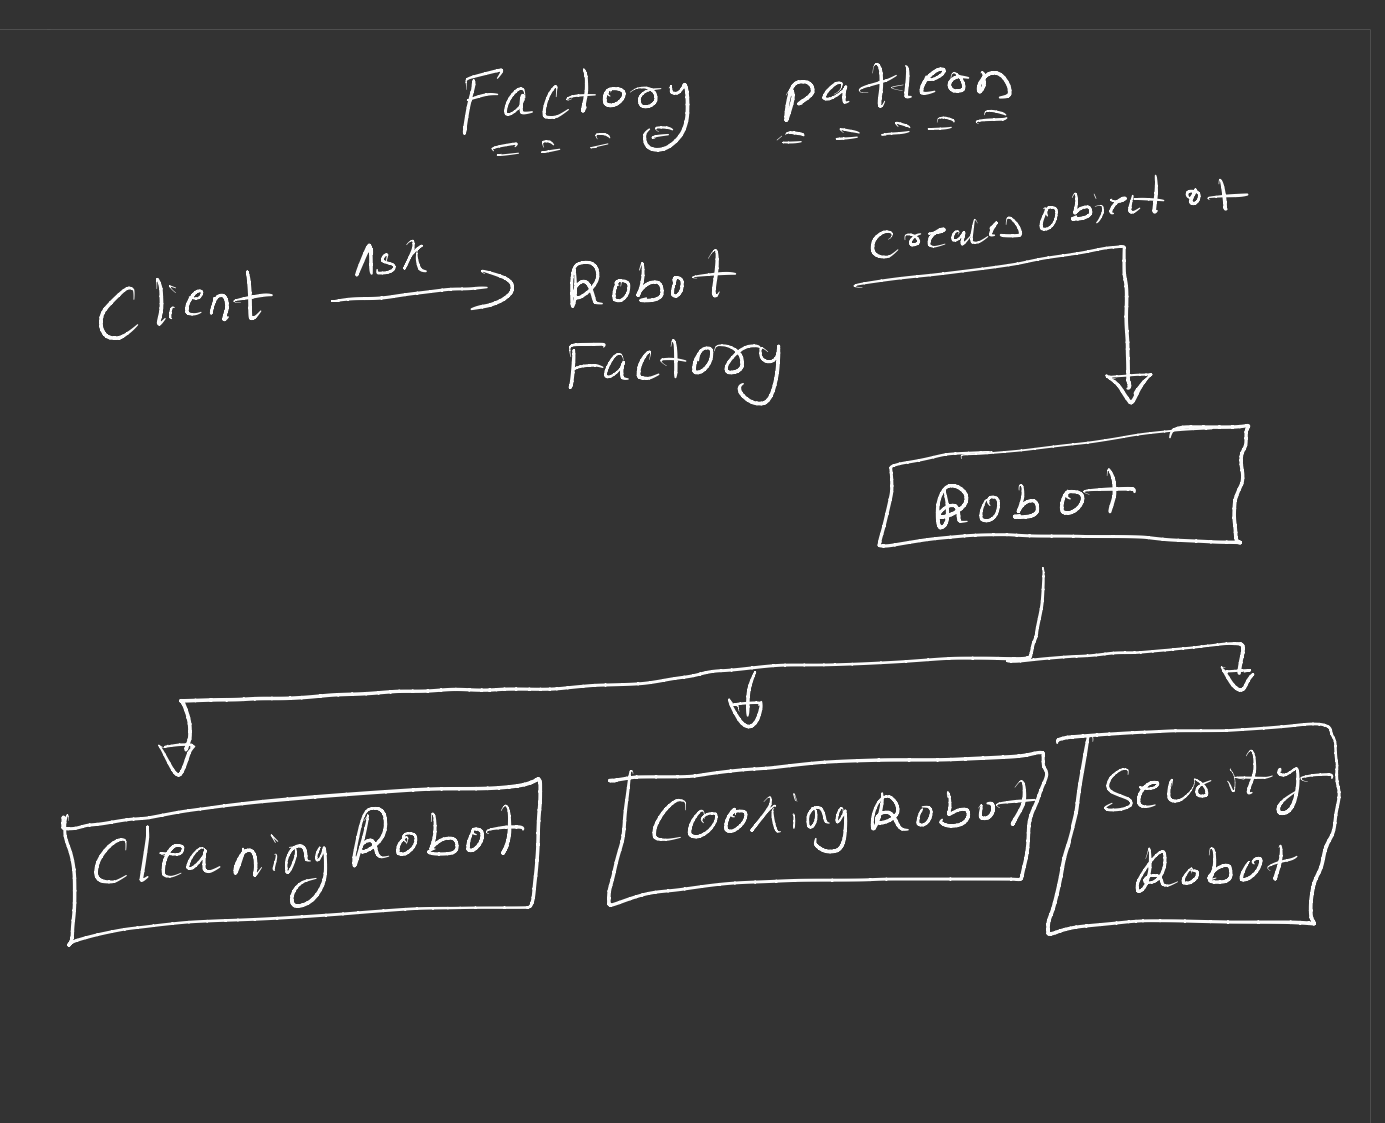 Factory pattern
Ask
creates object of
Client
Robot
Factory
Robot
Cleaning Robot
Cooking Robot
Security
Robot